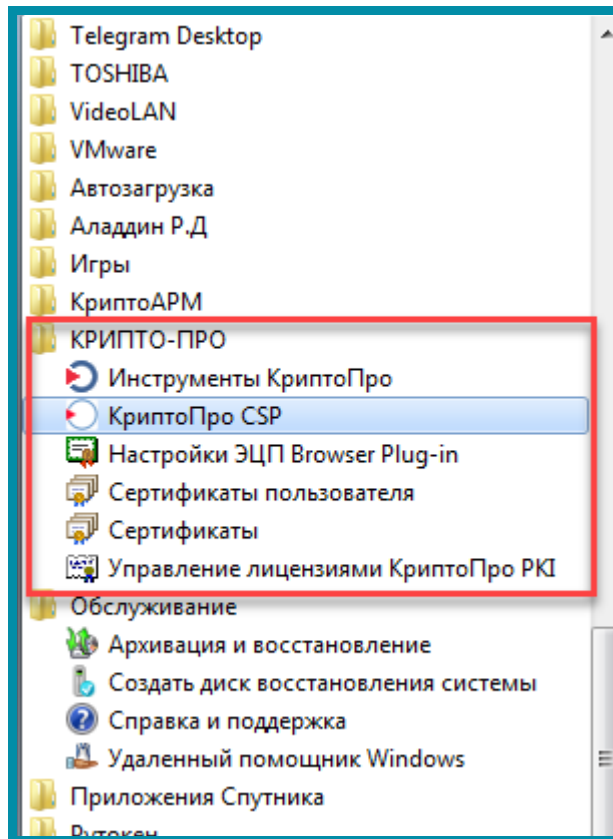 Telegram Desktop
TOSHIBA
VideoLAN
VMware
Автозагрузка
Аладдин Р.Д
Игры
КриптоАРМ
КРИПТО-ПРО
Инструменты КриптоПро
КриптоПро CSP
Настройки ЭЦП Browser Plug-in
Сертификаты пользователя
Сертификаты
Управление лицензиями КриптоПро PKI
Обслуживание
Архивация и восстановление
Создать диск восстановления системы
Справка и поддержка
Удаленный помощник Windows
Приложения Спутника
Рутокен